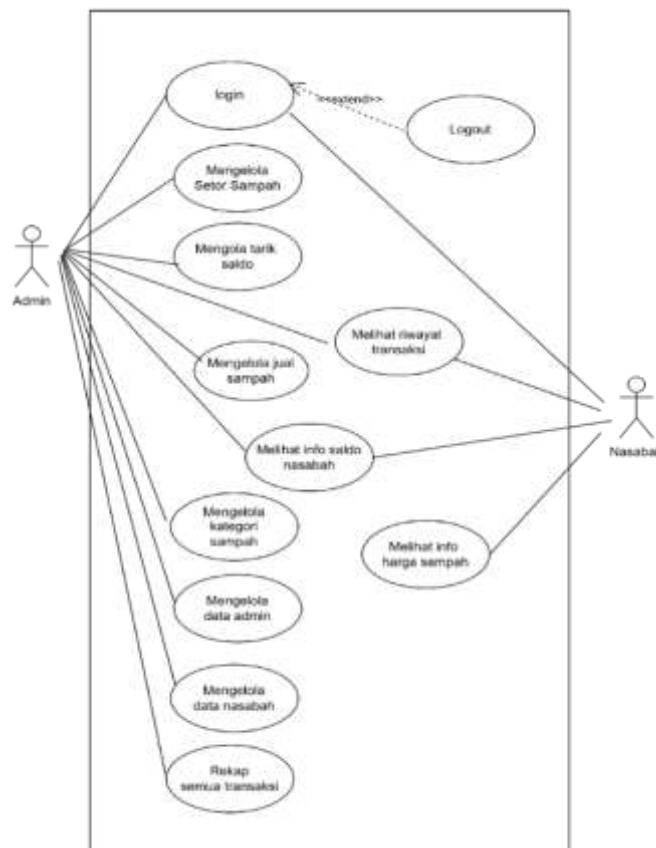 login
<<extend>>
Logout
Mengelola
Setor Sampah
Mengola tarik
saldo
Admin
Melihat riwayat
transaksi
Mengelola jual
sampah
Melihat info saldo
nasabah
Nasaba
Mengelola
kategori
sampah
Melihat info
harga sampah
Mengelola
data admin
Mengelola
data nasabah
Rekap
semua transaksi